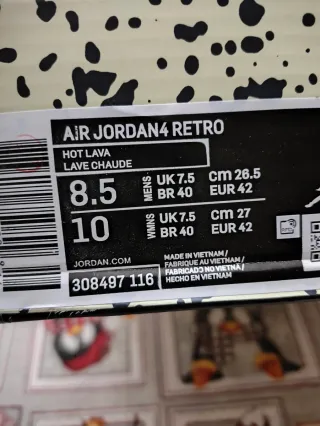 AIR JORDAN4 RETRO
HOT LAVA
LAVE CHAUDE
8.5 MENS UK 7.5 cm 26.5
BR 40 EUR 42
10 WMNS UK 7.5 cm 27
BR 40 EUR 42
JORDAN.COM
MADE IN VIETNAM /
FABRIQUE AU VIETNAM /
FABRICADO NO VIETNÃ /
HECHO EN VIETNAM
308497 116